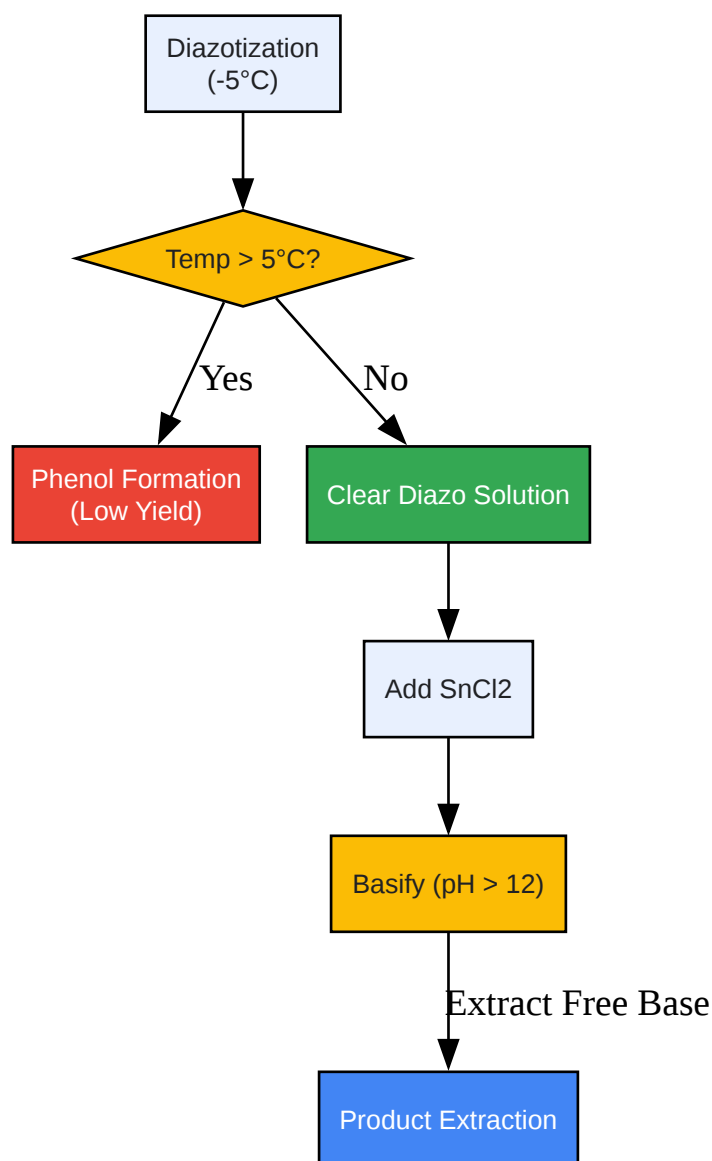 Diazotization
(-5°C)
Temp > 5°C?
Yes
No
Phenol Formation
(Low Yield)
Clear Diazo Solution
Add SnCl2
Basify (pH > 12)
Extract Free Base
Product Extraction